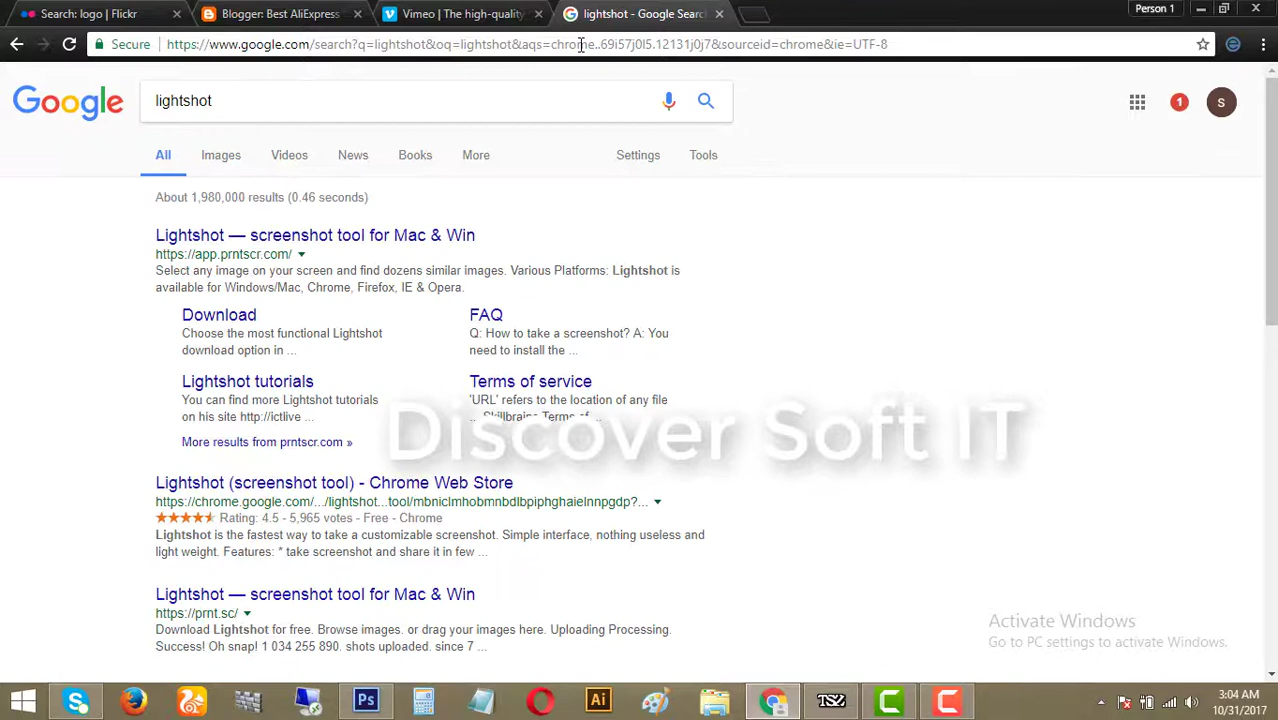 Search: logo | Flickr
Blogger: Best AliExpress
Vimeo | The high-quality
lightshot - Google Search
Person 1
Secure
https://www.google.com/search?q=lightshot&oq=lightshot&aqs=chrome..69i57j0l5.12131j0j7&sourceid=chrome&ie=UTF-8
Google
lightshot
1
S
All
Images
Videos
News
Books
More
Settings
Tools
About 1,980,000 results (0.46 seconds)
Lightshot — screenshot tool for Mac & Win
https://app.prntscr.com/
Select any image on your screen and find dozens similar images. Various Platforms: Lightshot is
available for Windows/Mac, Chrome, Firefox, IE & Opera.
Download
Choose the most functional Lightshot
download option in ...
FAQ
Q: How to take a screenshot? A: You
need to install the ...
Lightshot tutorials
You can find more Lightshot tutorials
on his site http://ictlive ...
Terms of service
'URL' refers to the location of any file
... Skillbrains Terms of ...
More results from prntscr.com »
Discover Soft IT
Lightshot (screenshot tool) - Chrome Web Store
https://chrome.google.com/.../lightshot...tool/mbniclmhobmnbdlbpiphghaielnnpgdp?...
Rating: 4.5 - 5,965 votes - Free - Chrome
Lightshot is the fastest way to take a customizable screenshot. Simple interface, nothing useless and
light weight. Features: * take screenshot and share it in few ...
Lightshot — screenshot tool for Mac & Win
https://prnt.sc/
Download Lightshot for free. Browse images. or drag your images here. Uploading Processing.
Success! Oh snap! 1 034 255 890. shots uploaded. since 7 ...
Activate Windows
Go to PC settings to activate Windows.
Ps
Ai
TSZ
3:04 AM
10/31/2017